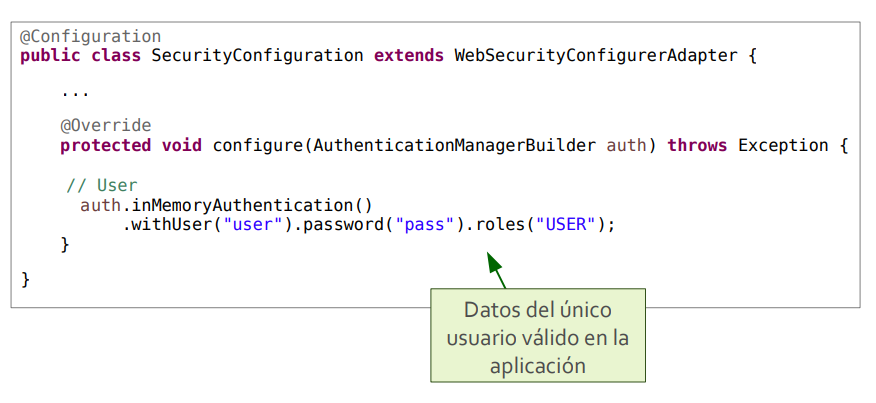 @Configuration
public class SecurityConfiguration extends WebSecurityConfigurerAdapter {
...
@Override
protected void configure(AuthenticationManagerBuilder auth) throws Exception {
// User
auth.inMemoryAuthentication()
.withUser("user").password("pass").roles("USER");
}
}
Datos del único
usuario válido en la
aplicación